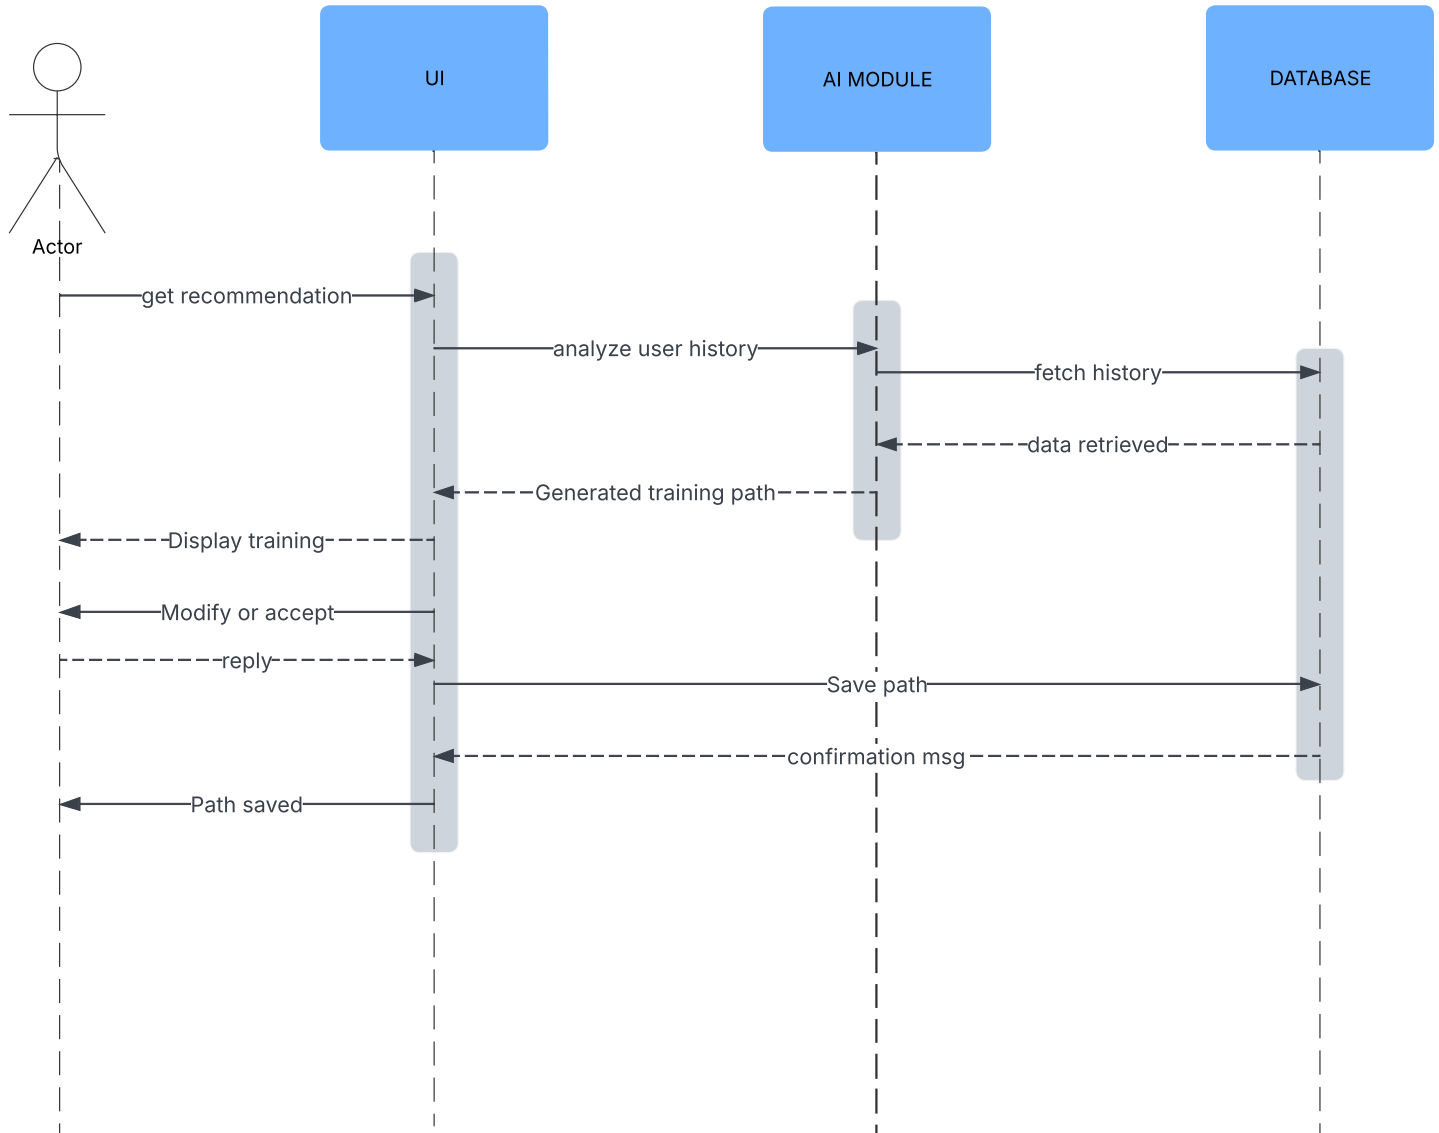 UI
AI MODULE
DATABASE
Actor
get recommendation
analyze user history
fetch history
data retrieved
Generated training path
Display training
Modify or accept
reply
Save path
confirmation msg
Path saved